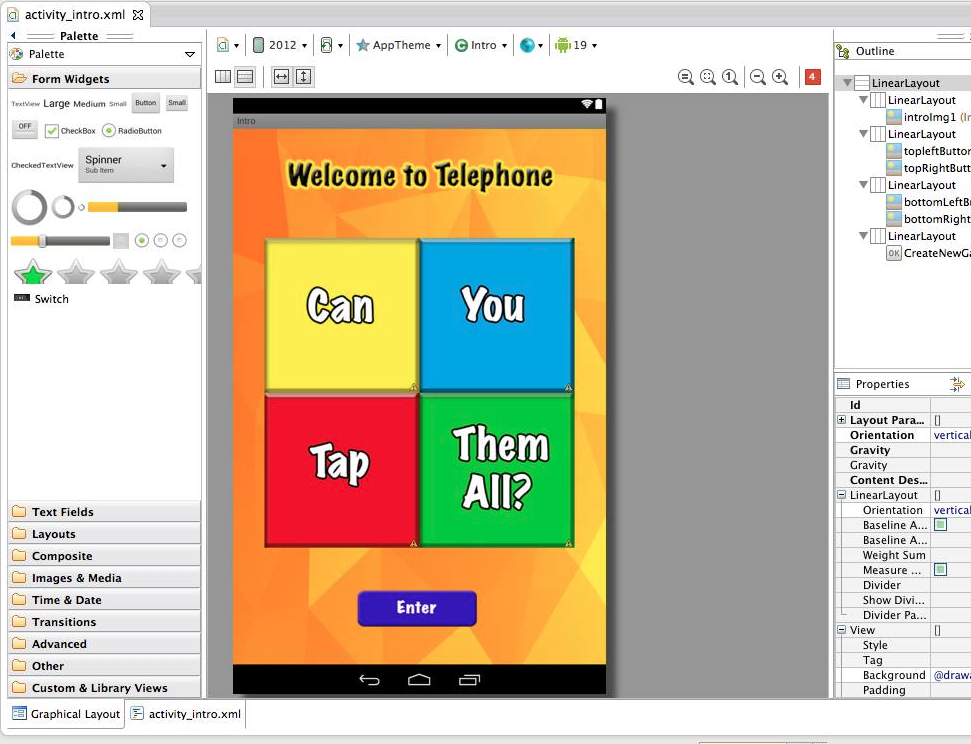 activity_intro.xml
Palette
Palette
Form Widgets
TextView Large Medium Small Button Small
OFF CheckBox RadioButton
CheckedTextView Spinner
Sub Item
Switch
Text Fields
Layouts
Composite
Images & Media
Time & Date
Transitions
Advanced
Other
Custom & Library Views
Graphical Layout activity_intro.xml
2012 AppTheme Intro 19
1 4
Intro
Welcome to Telephone
Can
You
Tap
Them
All?
Enter
Outline
LinearLayout
LinearLayout
introImg1 (Ir
LinearLayout
topleftButton
topRightButt
LinearLayout
bottomLeftBu
bottomRight
LinearLayout
OK CreateNewGa
Properties
Id
Layout Para... []
Orientation vertical
Gravity
Gravity
Content Des...
LinearLayout []
Orientation vertical
Baseline A...
Baseline A...
Weight Sum
Measure ...
Divider
Show Divi...
Divider Pa...
View []
Style
Tag
Background @drawa
Padding